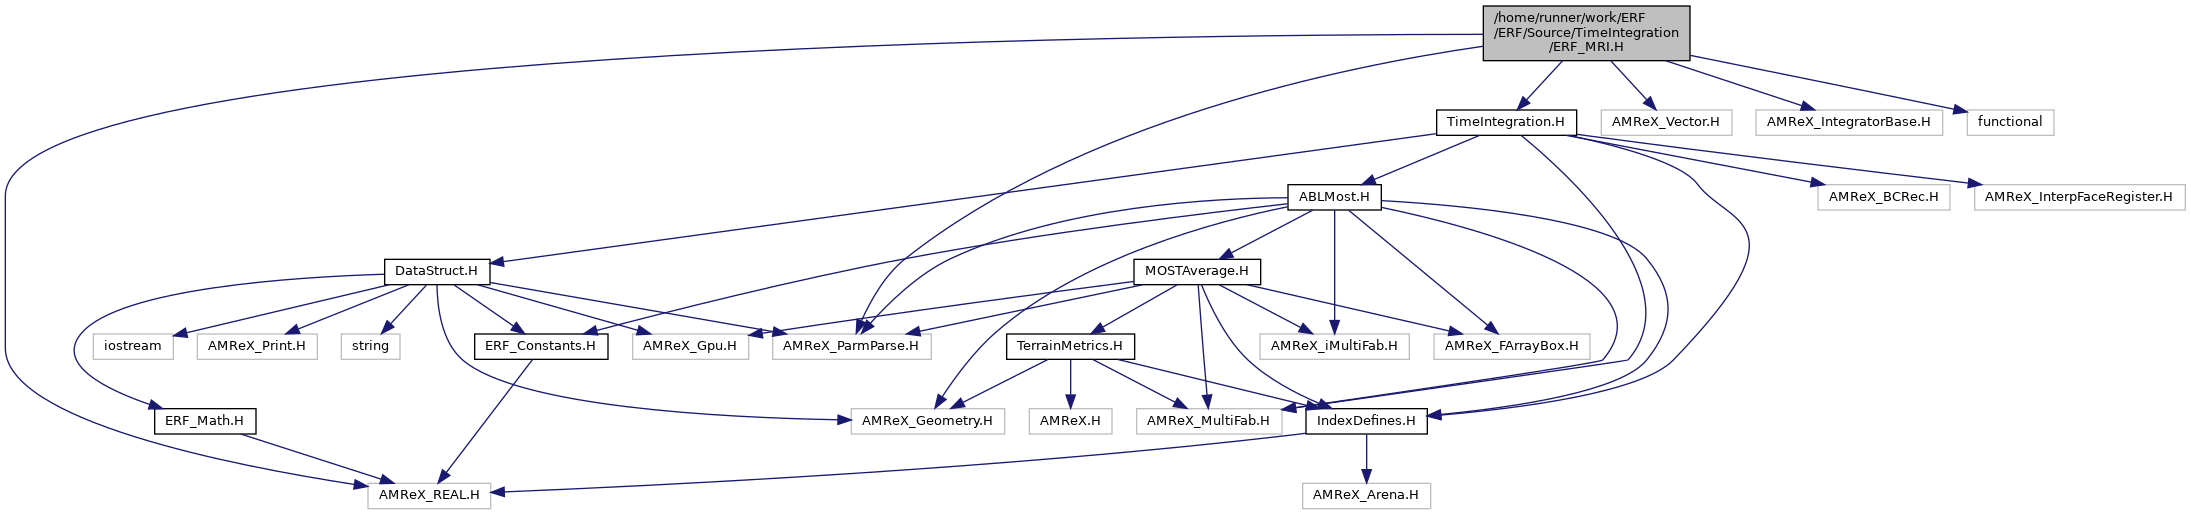 /home/runner/work/ERF
/ERF/Source/TimeIntegration
/ERF_MRI.H
TimeIntegration.H
AMReX_Vector.H
AMReX_IntegratorBase.H
functional
ABLMost.H
AMReX_BCRec.H
AMReX_InterpFaceRegister.H
DataStruct.H
MOSTAverage.H
iostream
AMReX_Print.H
string
ERF_Constants.H
AMReX_Gpu.H
AMReX_ParmParse.H
TerrainMetrics.H
AMReX_iMultiFab.H
AMReX_FArrayBox.H
ERF_Math.H
AMReX_Geometry.H
AMReX.H
AMReX_MultiFab.H
IndexDefines.H
AMReX_REAL.H
AMReX_Arena.H